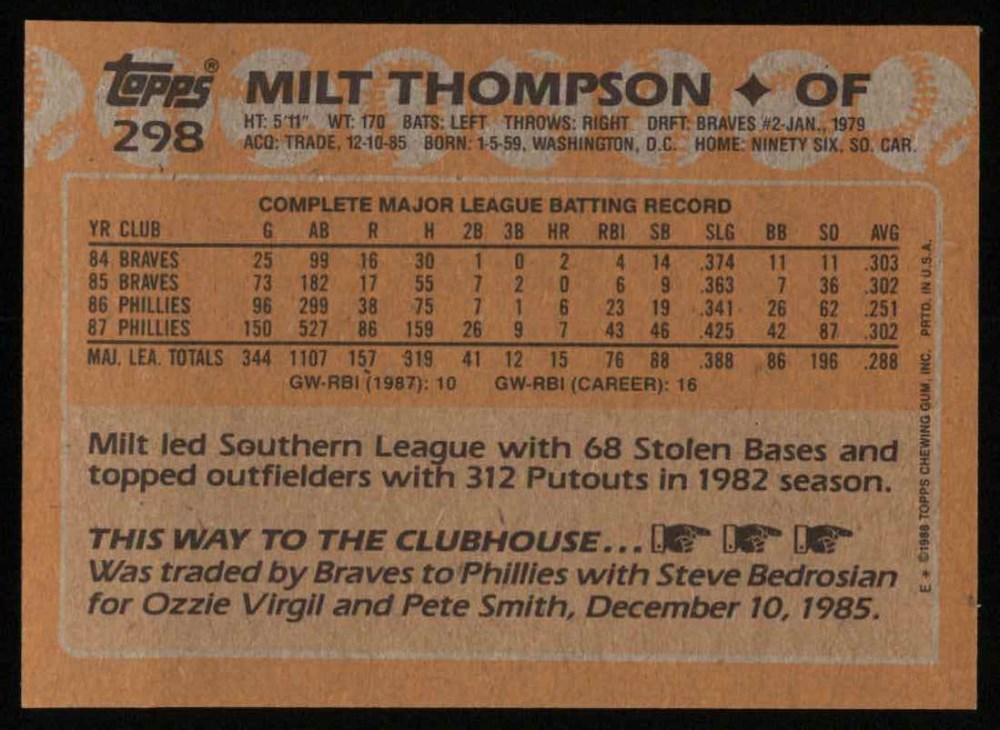 topps®
298
MILT THOMPSON ✦ OF
HT: 5'11" WT: 170 BATS: LEFT THROWS: RIGHT DRFT: BRAVES #2-JAN., 1979
ACQ: TRADE, 12-10-85 BORN: 1-5-59, WASHINGTON, D.C. HOME: NINETY SIX, SO. CAR.
COMPLETE MAJOR LEAGUE BATTING RECORD
YR CLUB G AB R H 2B 3B HR RBI SB SLG BB SO AVG
84 BRAVES 25 99 16 30 1 0 2 4 14 .374 11 11 .303
85 BRAVES 73 182 17 55 7 2 0 6 9 .363 7 36 .302
86 PHILLIES 96 299 38 75 7 1 6 23 19 .341 26 62 .251
87 PHILLIES 150 527 86 159 26 9 7 43 46 .425 42 87 .302
MAJ. LEA. TOTALS 344 1107 157 319 41 12 15 76 88 .388 86 196 .288
GW-RBI (1987): 10 GW-RBI (CAREER): 16
Milt led Southern League with 68 Stolen Bases and
topped outfielders with 312 Putouts in 1982 season.
THIS WAY TO THE CLUBHOUSE...
Was traded by Braves to Phillies with Steve Bedrosian
for Ozzie Virgil and Pete Smith, December 10, 1985.
E * ©1988 TOPPS CHEWING GUM, INC. PRTD. IN U.S.A.